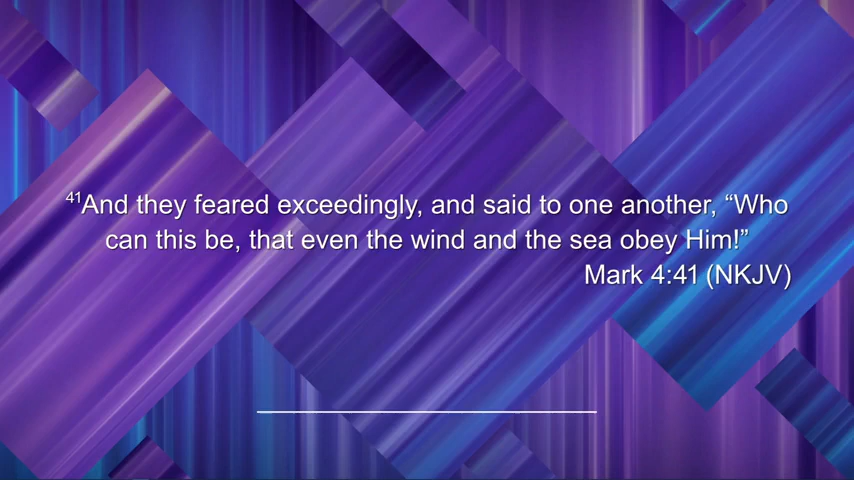 41And they feared exceedingly, and said to one another, “Who
can this be, that even the wind and the sea obey Him!”
Mark 4:41 (NKJV)